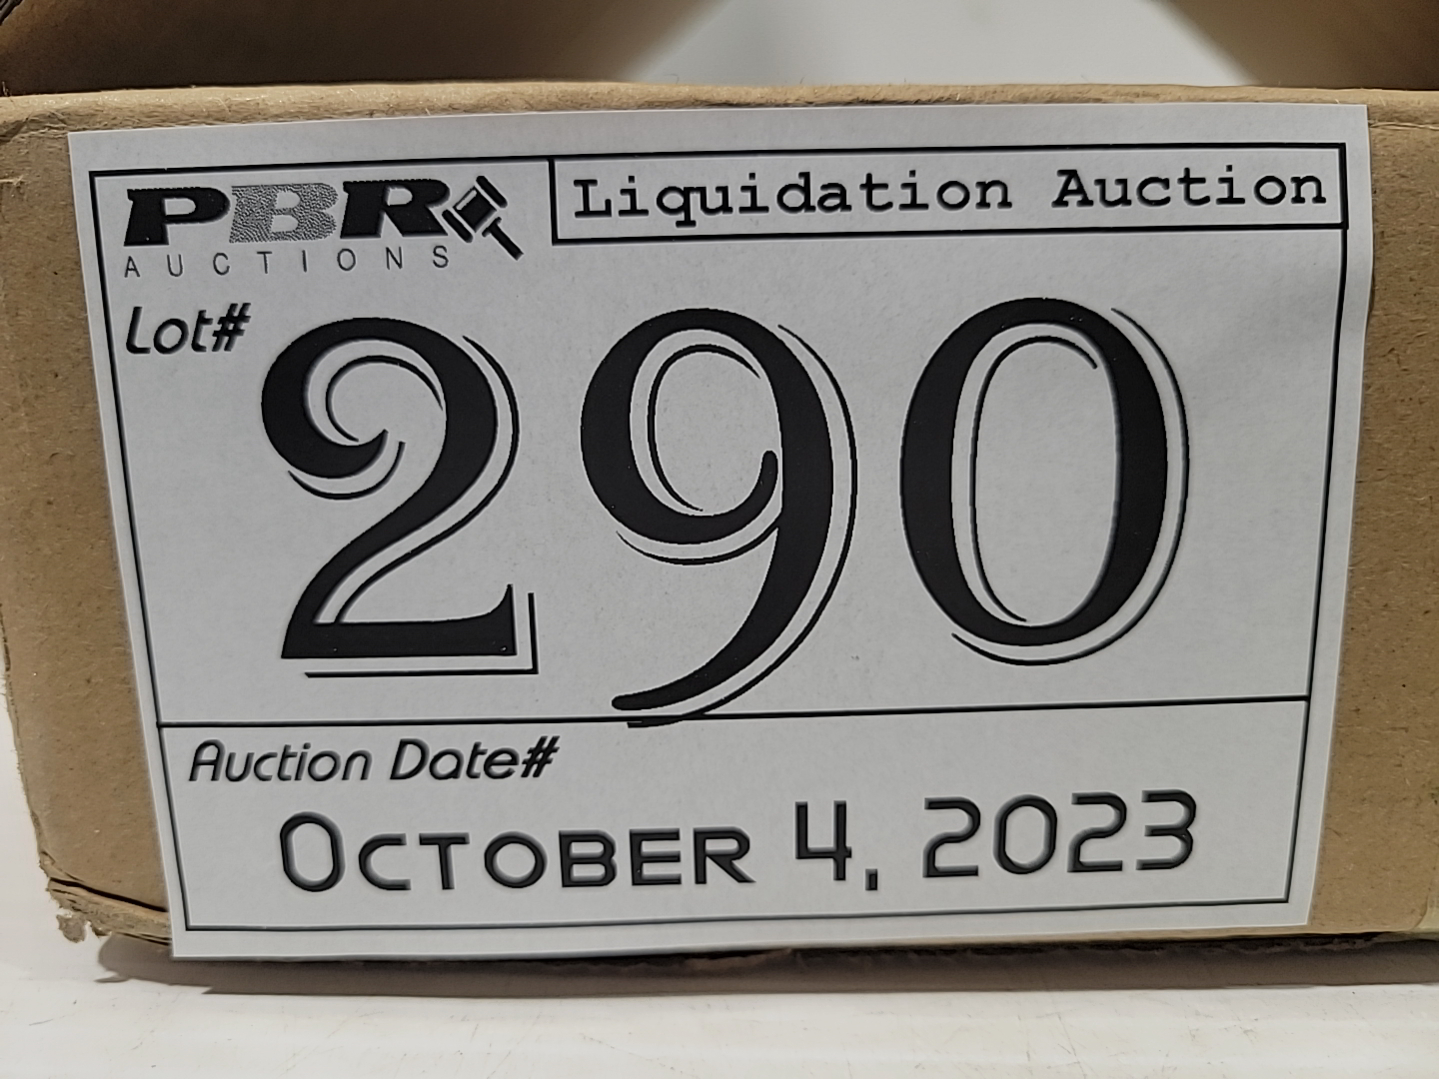 PBR
AUCTIONS
Liquidation Auction
Lot#
290
Auction Date#
OCTOBER 4, 2023